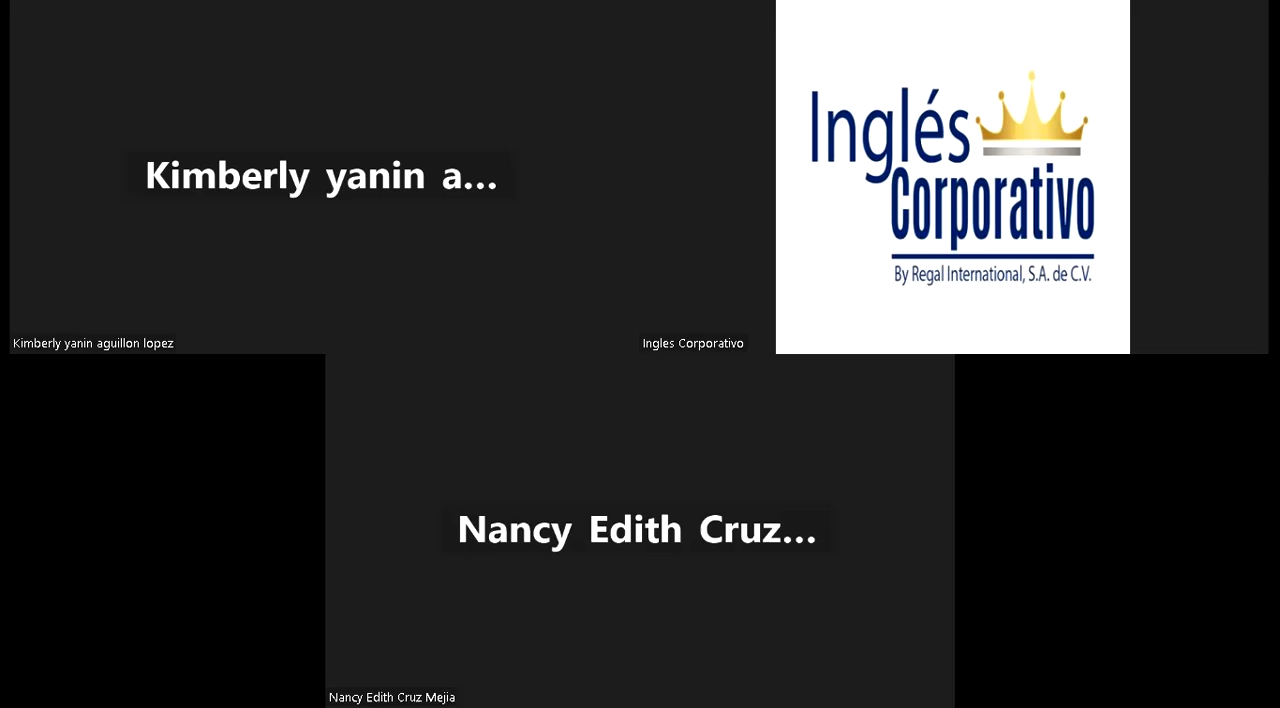 Kimberly yanin a...
Kimberly yanin aguillon lopez
Inglés
Corporativo
By Regal International, S.A. de C.V.
Ingles Corporativo
Nancy Edith Cruz...
Nancy Edith Cruz Mejia